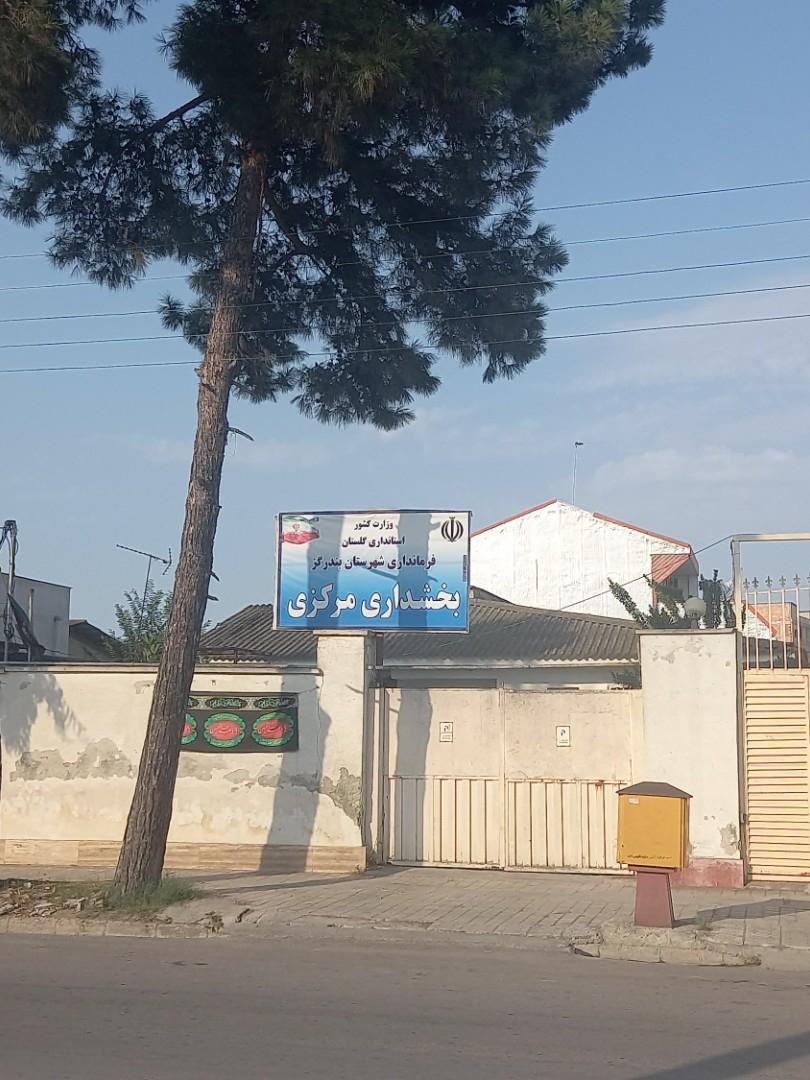 وزارت کشور
استانداری گلستان
فرمانداری شهرستان بندرگز
بخشداری مرکزی